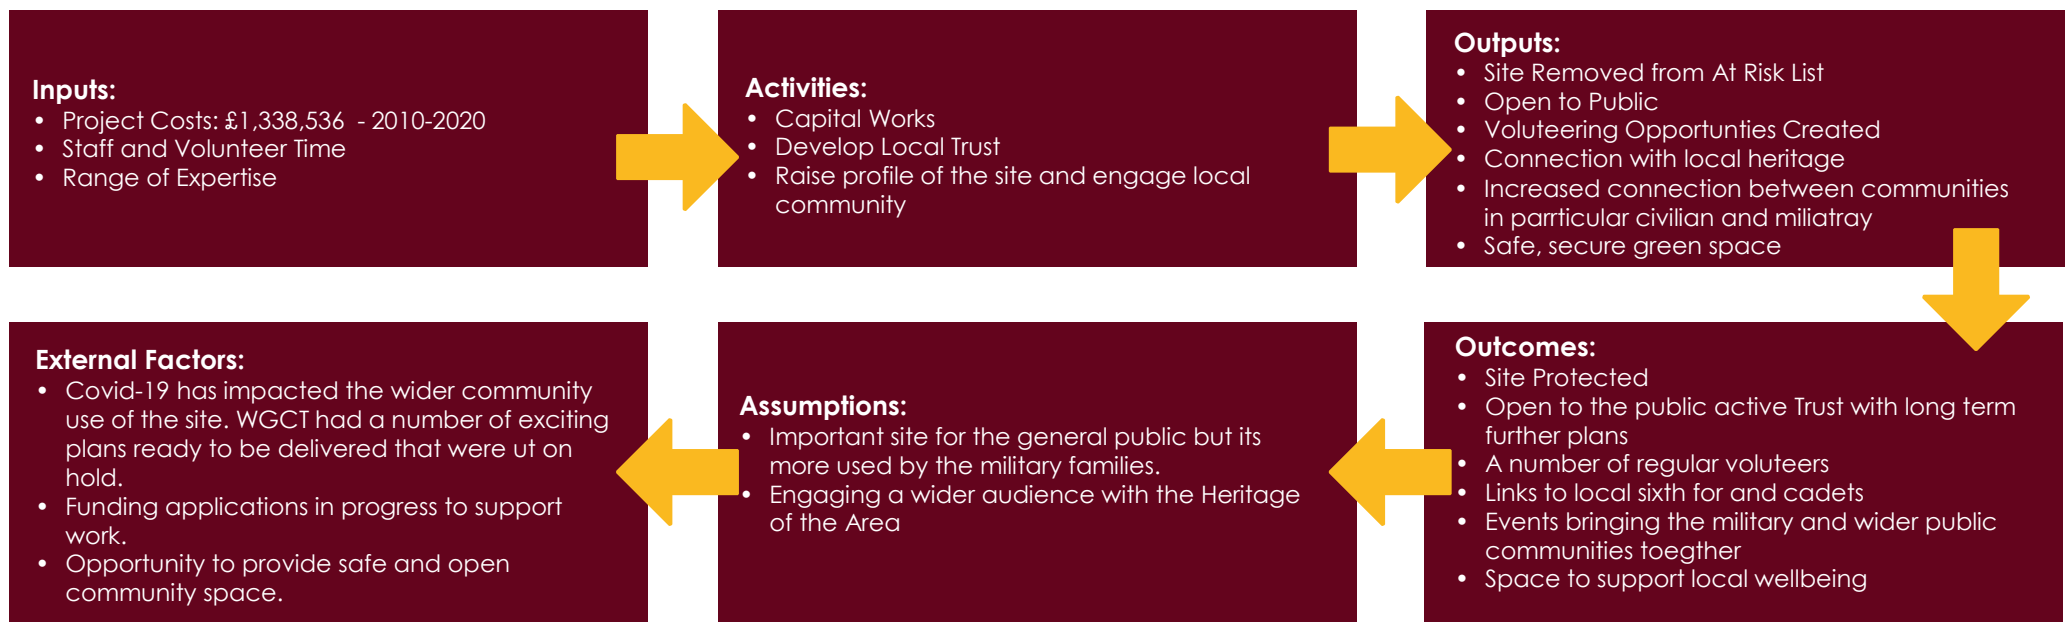 Inputs:
• Project Costs: £1,338,536 - 2010-2020
• Staff and Volunteer Time
• Range of Expertise
Activities:
• Capital Works
• Develop Local Trust
• Raise profile of the site and engage local
community
Outputs:
• Site Removed from At Risk List
• Open to Public
• Voluteering Opportunties Created
• Connection with local heritage
• Increased connection between communities
in parrticular civilian and miliatray
• Safe, secure green space
Outcomes:
• Site Protected
• Open to the public active Trust with long term
further plans
• A number of regular voluteers
• Links to local sixth for and cadets
• Events bringing the military and wider public
communities toegther
• Space to support local wellbeing
Assumptions:
• Important site for the general public but its
more used by the military families.
• Engaging a wider audience with the Heritage
of the Area
External Factors:
• Covid-19 has impacted the wider community
use of the site. WGCT had a number of exciting
plans ready to be delivered that were ut on
hold.
• Funding applications in progress to support
work.
• Opportunity to provide safe and open
community space.